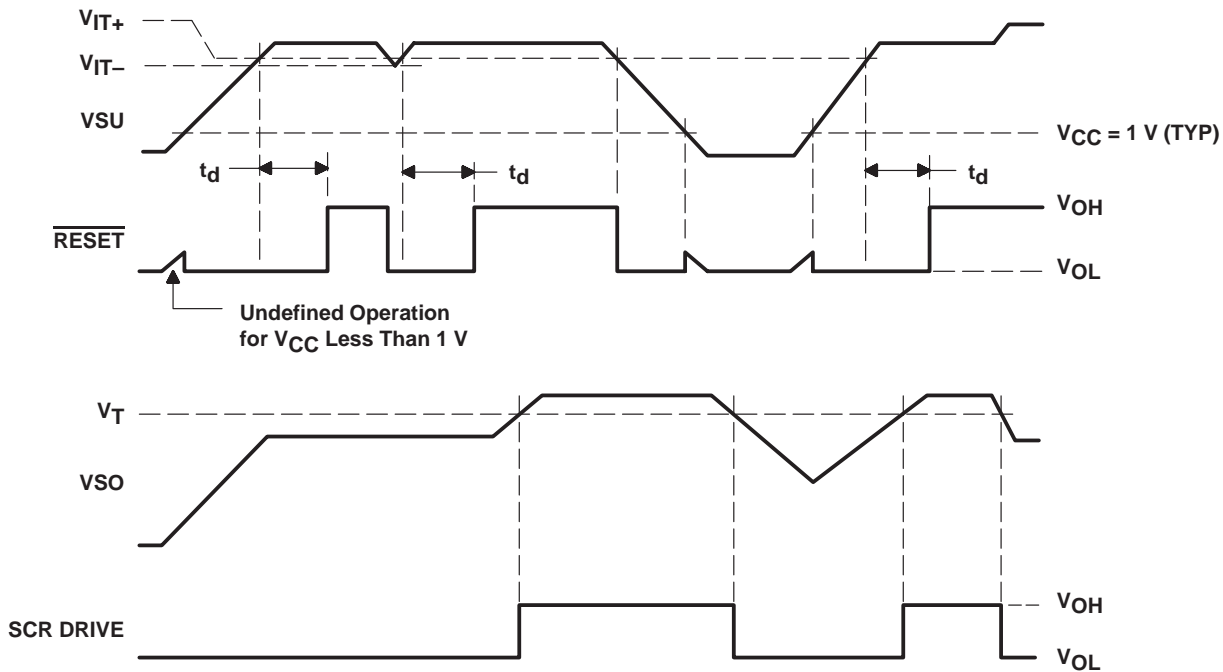 VIT+
VIT–
VSU
VCC = 1 V (TYP)
td
td
td
VOH
RESET
VOL
Undefined Operation
for VCC Less Than 1 V
VT
VSO
VOH
SCR DRIVE
VOL